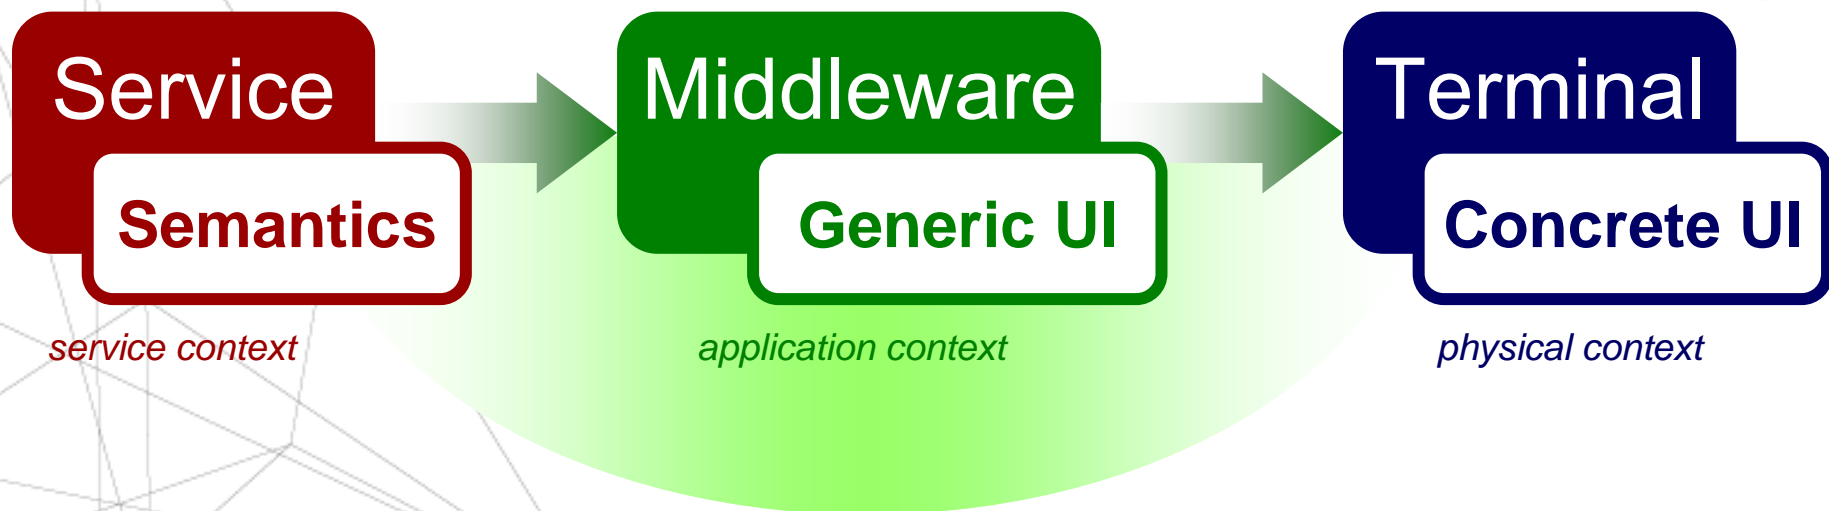 Service
Middleware
Terminal
Semantics
Generic UI
Concrete UI
service context
application context
physical context